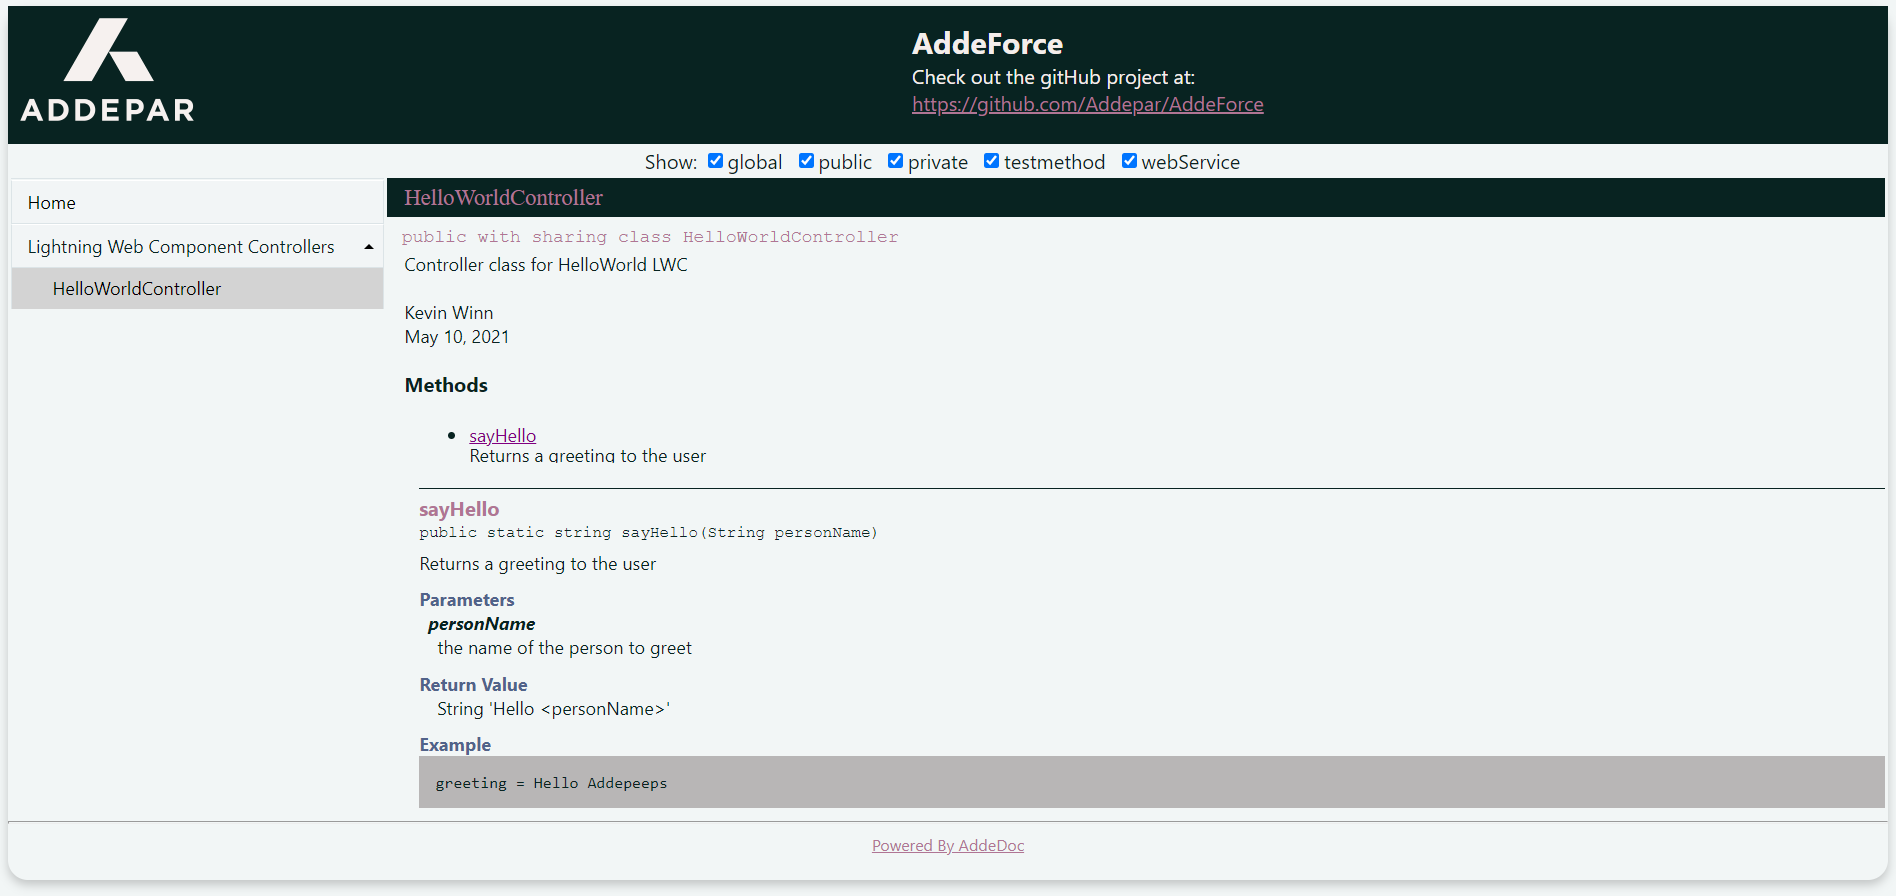 ADDEPAR
AddeForce
Check out the gitHub project at:
https://github.com/Addepar/AddeForce
Show: global public private testmethod webService
Home
Lightning Web Component Controllers
HelloWorldController
HelloWorldController
public with sharing class HelloWorldController
Controller class for HelloWorld LWC
Kevin Winn
May 10, 2021
Methods
sayHello
Returns a greeting to the user
sayHello
public static string sayHello(String personName)
Returns a greeting to the user
Parameters
personName
the name of the person to greet
Return Value
String 'Hello <personName>'
Example
greeting = Hello Addepeeps
Powered By AddeDoc